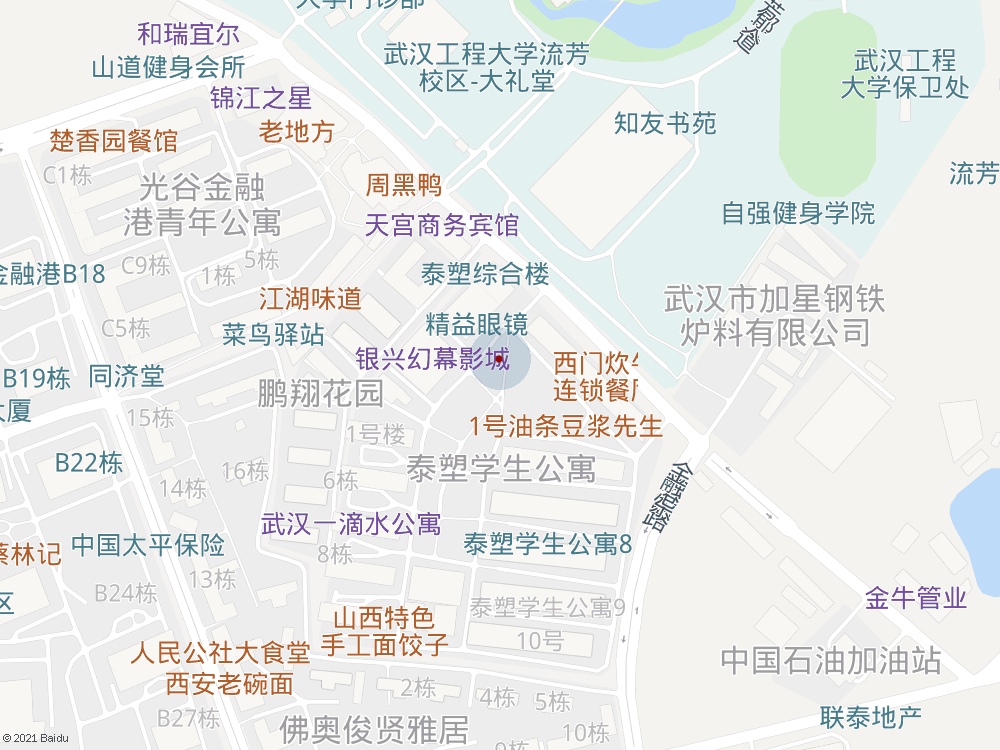 大学门诊部
和瑞宜尔
山道健身会所
武汉工程大学流芳
校区-大礼堂
武汉工程
大学保卫处
锦江之星
老地方
知友书苑
楚香园餐馆
C1栋
光谷金融
港青年公寓
周黑鸭
流芳
天宫商务宾馆
自强健身学院
金融港B18
C9栋
1栋
5栋
泰塑综合楼
江湖味道
武汉市加星钢铁
炉料有限公司
C5栋
菜鸟驿站
精益眼镜
银兴幻幕影城
西门炊
连锁餐厅
B19栋
大厦
同济堂
鹏翔花园
15栋
1号楼
1号油条豆浆先生
B22栋
16栋
6栋
泰塑学生公寓
14栋
金融港路
武汉一滴水公寓
中国太平保险
8栋
泰塑学生公寓8
蔡林记
13栋
B24栋
区
泰塑学生公寓9
金牛管业
山西特色
手工面饺子
10号
人民公社大食堂
西安老碗面
中国石油加油站
2栋
4栋
5栋
B27栋
佛奥俊贤雅居
10栋
联泰地产
9栋
© 2021 Baidu